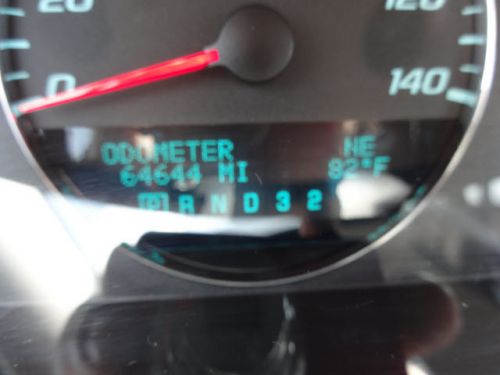 20 120
0 140
ODOMETER NE
64644 MI 82°F
P R N D 3 2